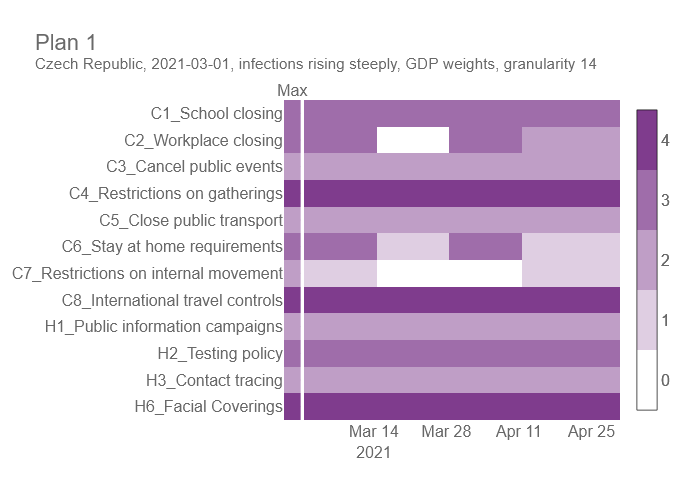 Plan 1
Czech Republic, 2021-03-01, infections rising steeply, GDP weights, granularity 14
Max
C1_School closing
C2_Workplace closing
C3_Cancel public events
C4_Restrictions on gatherings
C5_Close public transport
C6_Stay at home requirements
C7_Restrictions on internal movement
C8_International travel controls
H1_Public information campaigns
H2_Testing policy
H3_Contact tracing
H6_Facial Coverings
Mar 14 Mar 28 Apr 11 Apr 25
2021
4
3
2
1
0